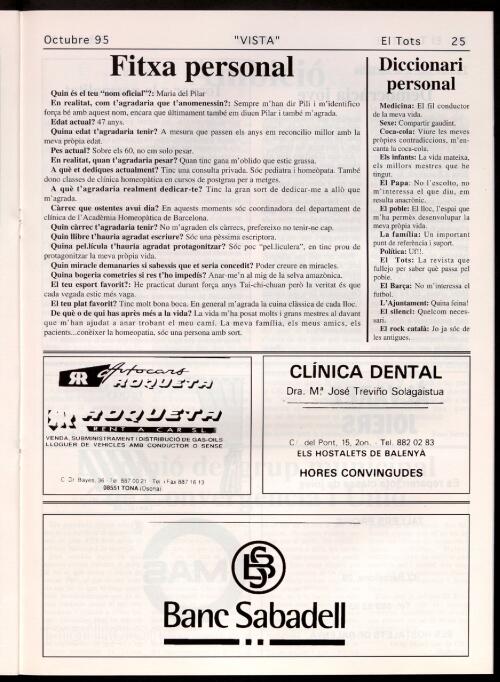 Octubre 95 "VISTA" El Tots 25
Fitxa personal
Quin és el teu "nom oficial"?: Maria del Pilar
En realitat, com t'agradaria que t'anomenessin?: Sempre m'han dir Pili i m'identifico
força bé amb aquest nom, encara que últimament també em diuen Pilar i també m'agrada.
Edat actual? 47 anys.
Quina edat t'agradaria tenir? A mesura que passen els anys em reconcilio millor amb la
meva pròpia edat.
Pes actual? Sobre els 60, no em solo pesar.
En realitat, quan t'agradaria pesar? Quan tinc gana m'oblido que estic grassa.
A què et dediques actualment? Tinc una consulta privada. Sóc pediatra i homeòpata. També
dono classes de clínica homeopàtica en cursos de postgrau per a metges.
A què t'agradaria realment dedicar-te? Tinc la gran sort de dedicar-me a allò que
m'agrada.
Càrrec que ostentes avui dia? En aquests moments sóc coordinadora del departament de
clínica de l'Acadèmia Homeopàtica de Barcelona.
Quin càrrec t'agradaria tenir? No m'agraden els càrrecs, prefereixo no tenir-ne cap.
Quin llibre t'hauria agradat escriure? Sóc una pèssima escriptora.
Quina pel.lícula t'hauria agradat protagonitzar? Sóc poc "pel.liculera", en tinc prou de
protagonitzar la meva pròpia vida.
Quin miracle demanaries si sabessis que et seria concedit? Poder creure en miracles.
Quina bogeria cometries si res t'ho impedís? Anar-me'n al mig de la selva amazònica.
El teu esport favorit?: He practicat durant força anys Tai-chi-chuan però la veritat és que
cada vegada estic més vaga.
El teu plat favorit? Tinc molt bona boca. En general m'agrada la cuina clàssica de cada lloc.
De què o de qui has après més a la vida? La vida m'ha posat molts i grans mestres al davant
que m'han ajudat a anar trobant el meu camí. La meva família, els meus amics, els
pacients...conèixer la homeopatia, sóc una persona amb sort.
Diccionari
personal
Medicina: El fil conductor
de la meva vida.
Sexe: Compartir gaudint.
Coca-cola: Viure les meves
pròpies contradiccions, m'en-
canta la coca-cola.
Els infants: La vida mateixa,
els millors mestres que he
tingut.
El Papa: No l'escolto, no
m'interessa el que diu, em
resulta anacrònic.
El poble: El lloc, l'espai que
m'ha permès desenvolupar la
meva pròpia vida.
La família: Un important
punt de referència i suport.
Política: Uf!!.
El Tots: La revista que
fullejo per saber què passa pel
poble.
El Barça: No m'interessa el
futbol.
L'Ajuntament: Quina feina!
El silenci: Quelcom neces-
sari.
El rock català: Jo ja sóc de
les antigues.
Autocars
ROQUETA
ROQUETA
RENT A CAR SL
VENDA, SUBMINISTRAMENT I DISTRIBUCIÓ DE GAS-OILS
LLOGUER DE VEHICLES AMB CONDUCTOR O SENSE
C/ Dr. Bayes, 36 - Tel. 887 00 21 - Tel. i Fax 887 16 13
08551 TONA (Osona)
CLÍNICA DENTAL
Dra. Mª José Treviño Solagaistua
C/ del Pont, 15, 2on. - Tel. 882 02 83
ELS HOSTALETS DE BALENYÀ
HORES CONVINGUDES
Banc Sabadell